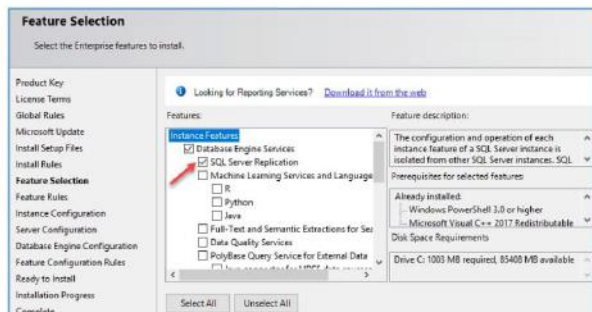 Feature Selection
Select the Enterprise features to install.
Product Key
License Terms
Global Rules
Microsoft Update
Install Setup Files
Install Rules
Feature Selection
Feature Rules
Instance Configuration
Server Configuration
Database Engine Configuration
Feature Configuration Rules
Ready to Install
Installation Progress
Complete
Looking for Reporting Services? Download it from the web
Features:
Instance Features
Database Engine Services
SQL Server Replication
Machine Learning Services and Language
R
Python
Java
Full-Text and Semantic Extractions for Sea
Data Quality Services
PolyBase Query Service for External Data
Java connector for HDFS data sources
Select All Unselect All
Feature description:
The configuration and operation of each
instance feature of a SQL Server instance is
isolated from other SQL Server instances. SQL
Prerequisites for selected features:
Already installed:
Windows PowerShell 3.0 or higher
Microsoft Visual C++ 2017 Redistributable
Disk Space Requirements
Drive C: 1003 MB required, 85408 MB available